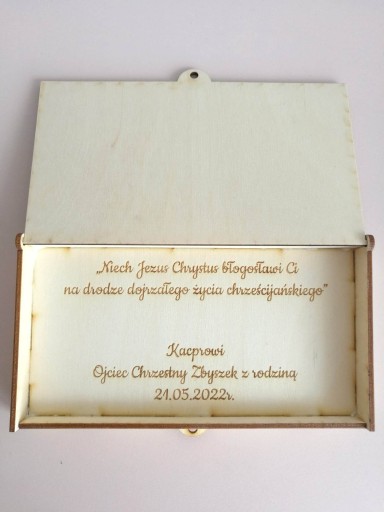 „Niech Jezus Chrystus błogosławi Ci
na drodze dojrzałego życia chrześcijańskiego”
Kacprowi
Ojciec Chrzestny Zbyszek z rodziną
21.05.2022r.